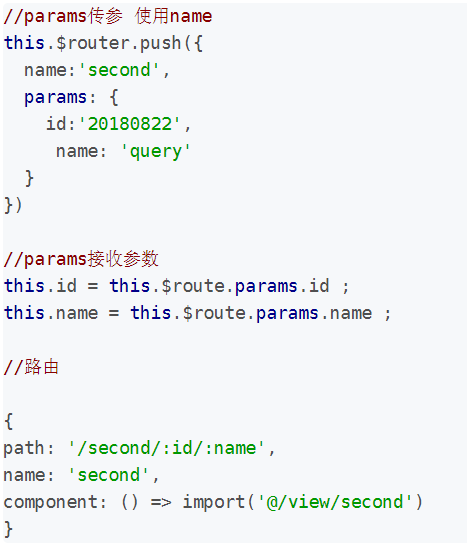 //params传参 使用name
this.$router.push({
  name:'second',
  params: {
    id:'20180822',
     name: 'query'
  }
})
//params接收参数
this.id = this.$route.params.id ;
this.name = this.$route.params.name ;
//路由
{
path: '/second/:id/:name',
name: 'second',
component: () => import('@/view/second')
}